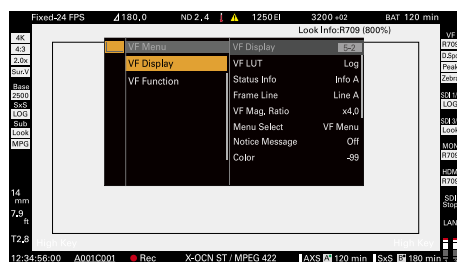 Fixed-24 FPS ⊿180,0 ND 2,4 1250EI 3200 +02 BAT 120 min
Look Info:R709 (800%)
4K
4:3
2.0x
Sur.V
Base
2500
SxS
LOG
Sub
Look
MPG
14
mm
7.9
ft
T2,8
VF Menu
VF Display
VF Function
VF Display 5-2
VF LUT Log
Status Info Info A
Frame Line Line A
VF Mag, Ratio x4,0
Menu Select VF Menu
Notice Message Off
Color -99
VF
R709
D.Spo
Peak
Zebra
SDI 1/
LOG
SDI 3/
Look
MON
R709
HDM
R709
SDI
Stop
LAN
High Key
High Key
12:34:56:00 A001C001 Rec X-OCN ST / MPEG 422 AXS A 120 min SxS 180 min